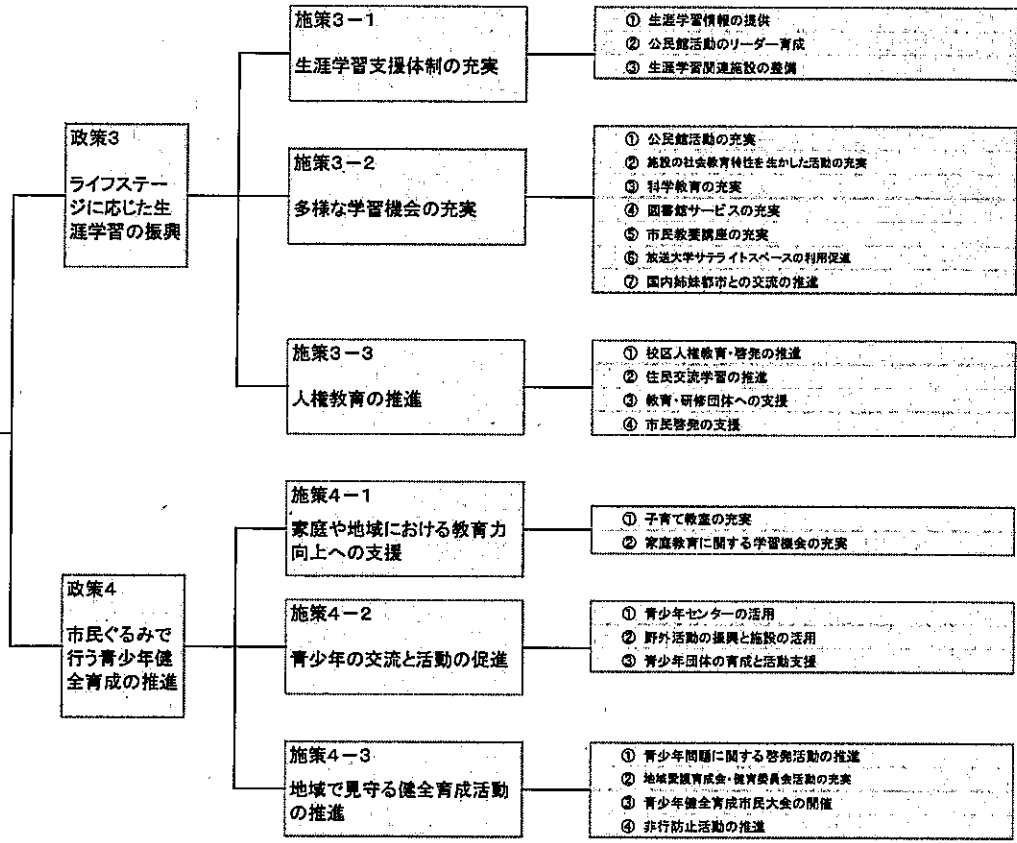 政策3
ライフステー
ジに応じた生
涯学習の振興
施策3－1
生涯学習支援体制の充実
① 生涯学習情報の提供
② 公民館活動のリーダー育成
③ 生涯学習関連施設の整備
施策3－2
多様な学習機会の充実
① 公民館活動の充実
② 施設の社会教育特性を生かした活動の充実
③ 科学教育の充実
④ 図書館サービスの充実
⑤ 市民教養講座の充実
⑥ 放送大学サテライトスペースの利用促進
⑦ 国内姉妹都市との交流の推進
施策3－3
人権教育の推進
① 校区人権教育・啓発の推進
② 住民交流学習の推進
③ 教育・研修団体への支援
④ 市民啓発の支援
政策4
市民ぐるみで
行う青少年健
全育成の推進
施策4－1
家庭や地域における教育力
向上への支援
① 子育て教室の充実
② 家庭教育に関する学習機会の充実
施策4－2
青少年の交流と活動の促進
① 青少年センターの活用
② 野外活動の振興と施設の活用
③ 青少年団体の育成と活動支援
施策4－3
地域で見守る健全育成活動
の推進
① 青少年問題に関する啓発活動の推進
② 地域愛護育成会・健育委員会活動の充実
③ 青少年健全育成市民大会の開催
④ 非行防止活動の推進